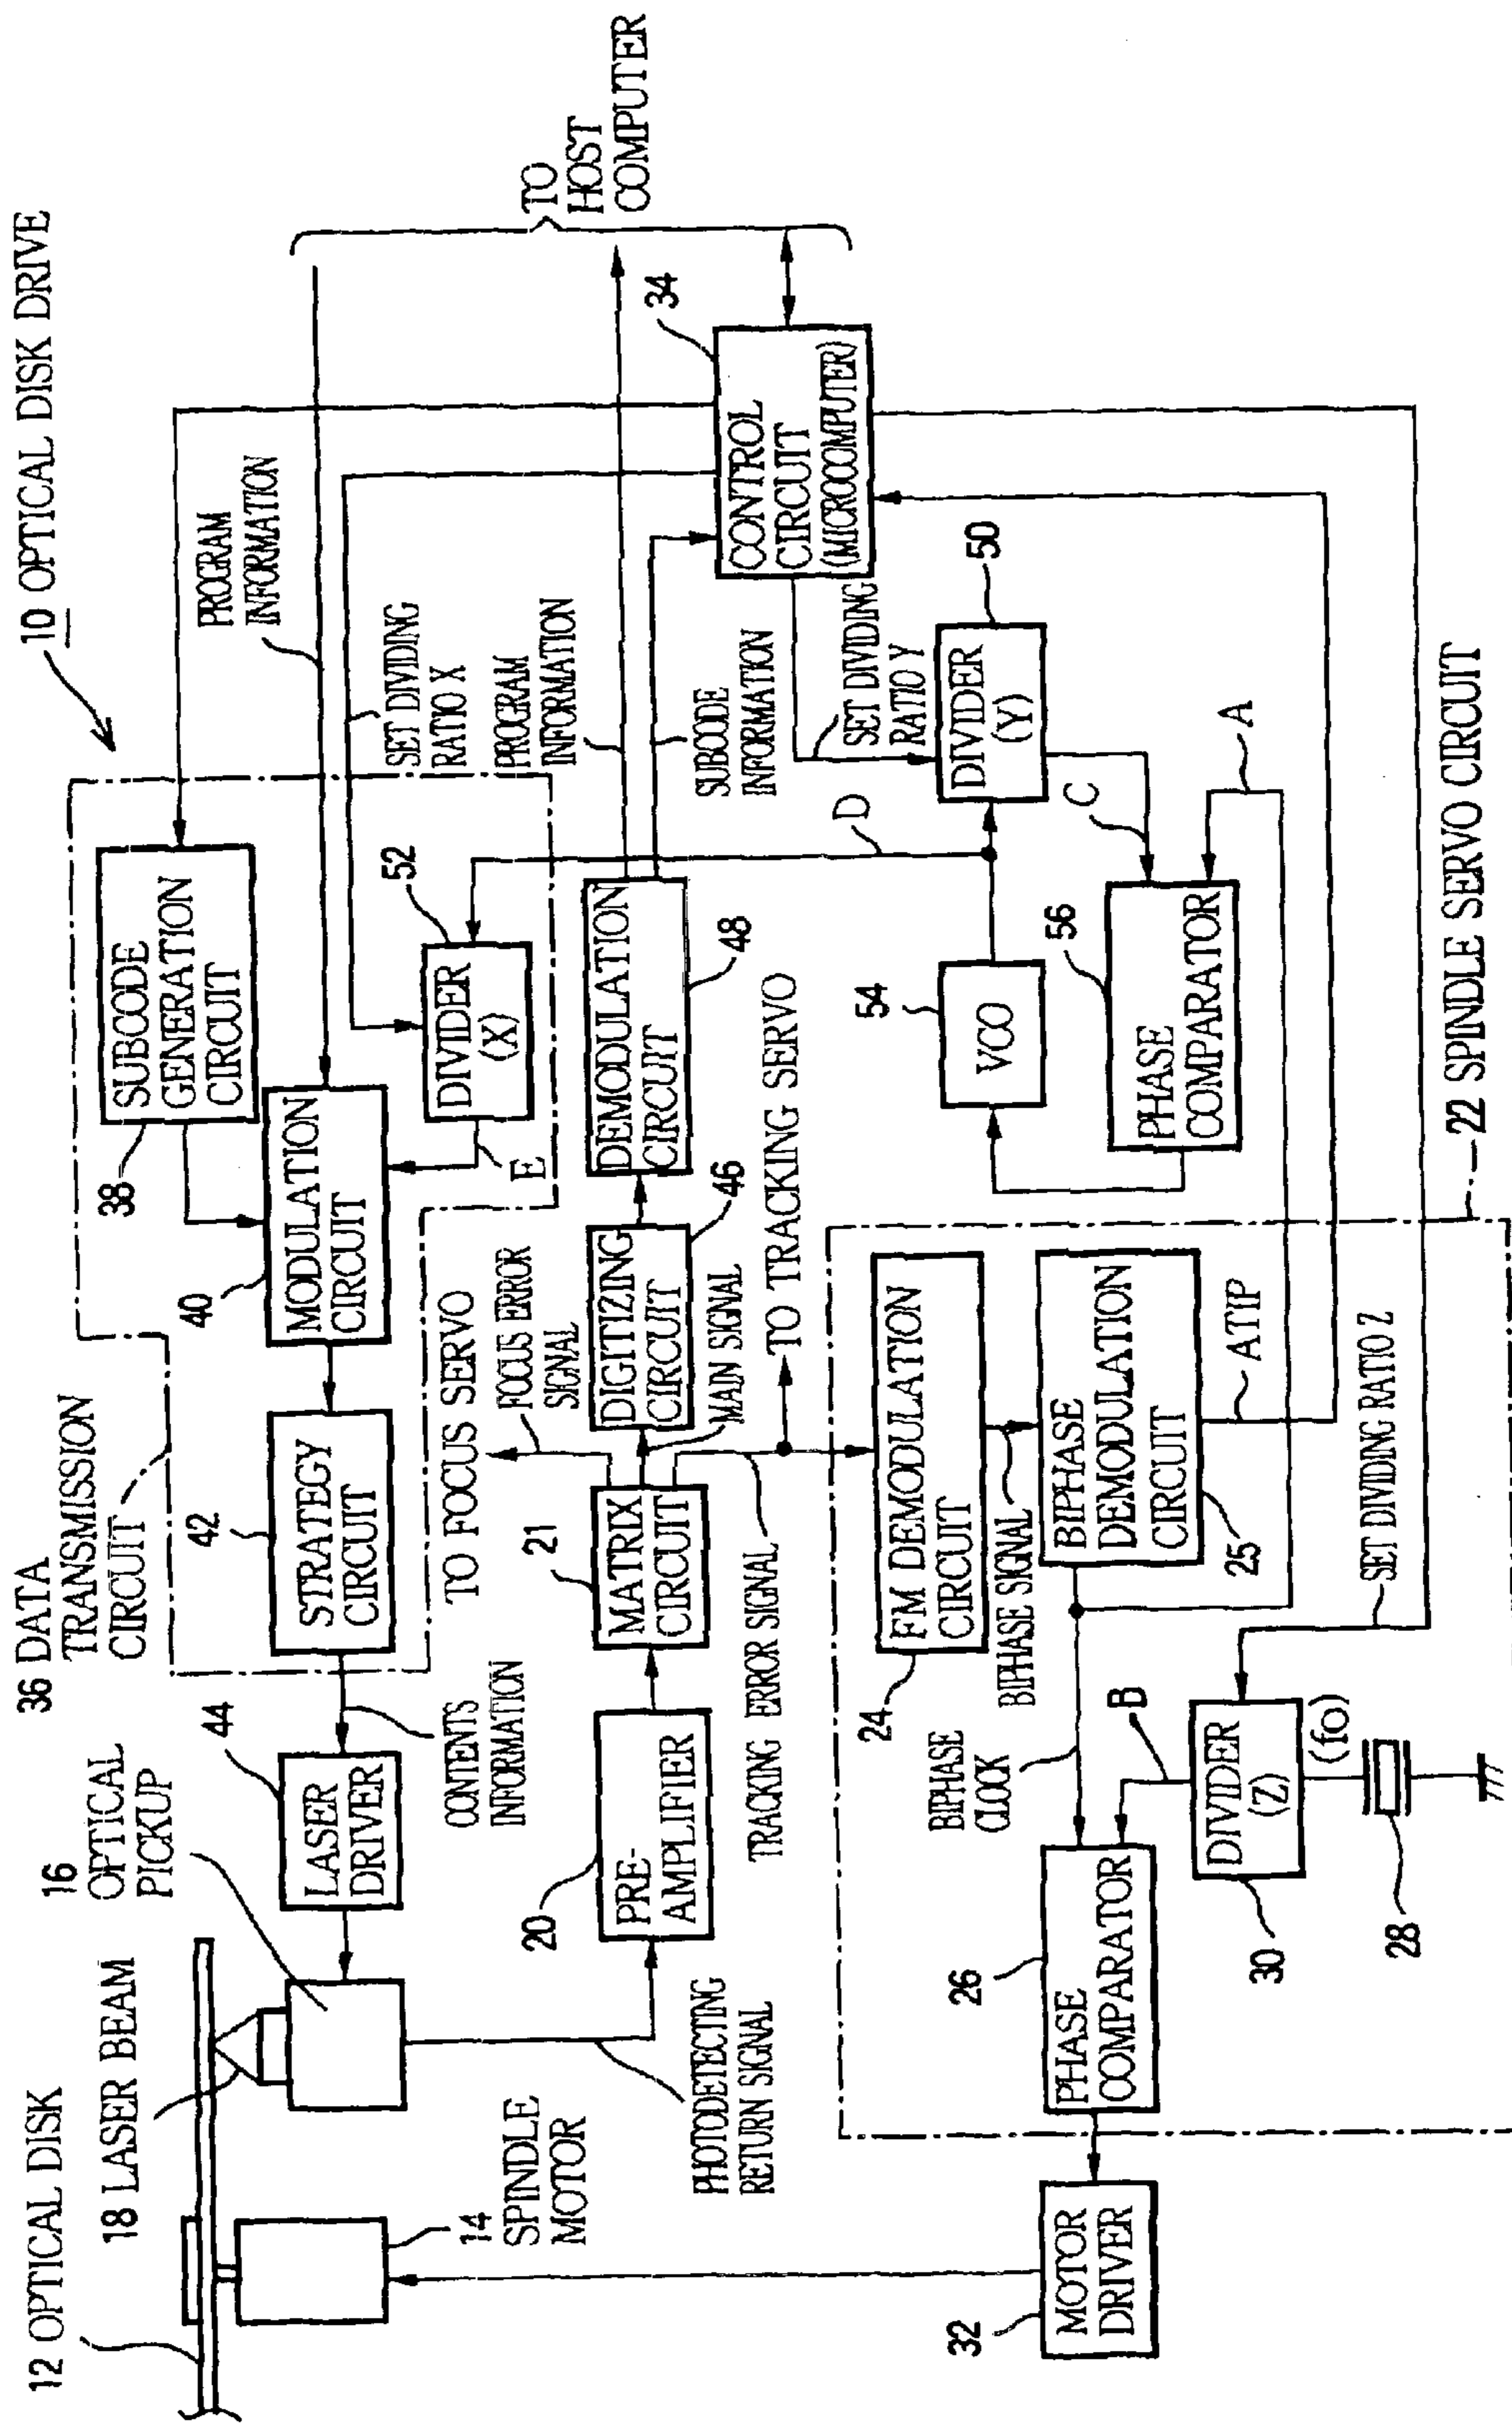 10 OPTICAL DISK DRIVE
12 OPTICAL DISK
18 LASER BEAM
16
OPTICAL
PICKUP
36 DATA
TRANSMISSION
CIRCUIT
14
SPINDLE
MOTOR
44
LASER
DRIVER
CONTENTS
INFORMATION
42
STRATEGY
CIRCUIT
40
MODULATION
CIRCUIT
38
SUBCODE
GENERATION
CIRCUIT
PROGRAM
INFORMATION
TO
HOST
COMPUTER
52
DIVIDER
(X)
E
SET DIVIDING
RATIO X
PROGRAM
INFORMATION
SUBCODE
INFORMATION
PHOTODETECTING
RETURN SIGNAL
20
PRE-
AMPLIFIER
21
MATRIX
CIRCUIT
TO FOCUS SERVO
FOCUS ERROR
SIGNAL
DIGITIZING
CIRCUIT
46
MAIN SIGNAL
DEMODULATION
CIRCUIT
48
34
CONTROL
CIRCUIT
(MICROCOMPUTER)
SET DIVIDING
RATIO Y
50
DIVIDER
(Y)
D
C
A
54
VCO
56
PHASE
COMPARATOR
TRACKING ERROR SIGNAL
TO TRACKING SERVO
24
FM DEMODULATION
CIRCUIT
BIPHASE SIGNAL
BIPHASE
DEMODULATION
CIRCUIT
25
ATIP
BIPHASE
CLOCK
B
26
PHASE
COMPARATOR
DIVIDER
(Z)
30
(fo)
28
SET DIVIDING RATIO Z
22 SPINDLE SERVO CIRCUIT
32
MOTOR
DRIVER